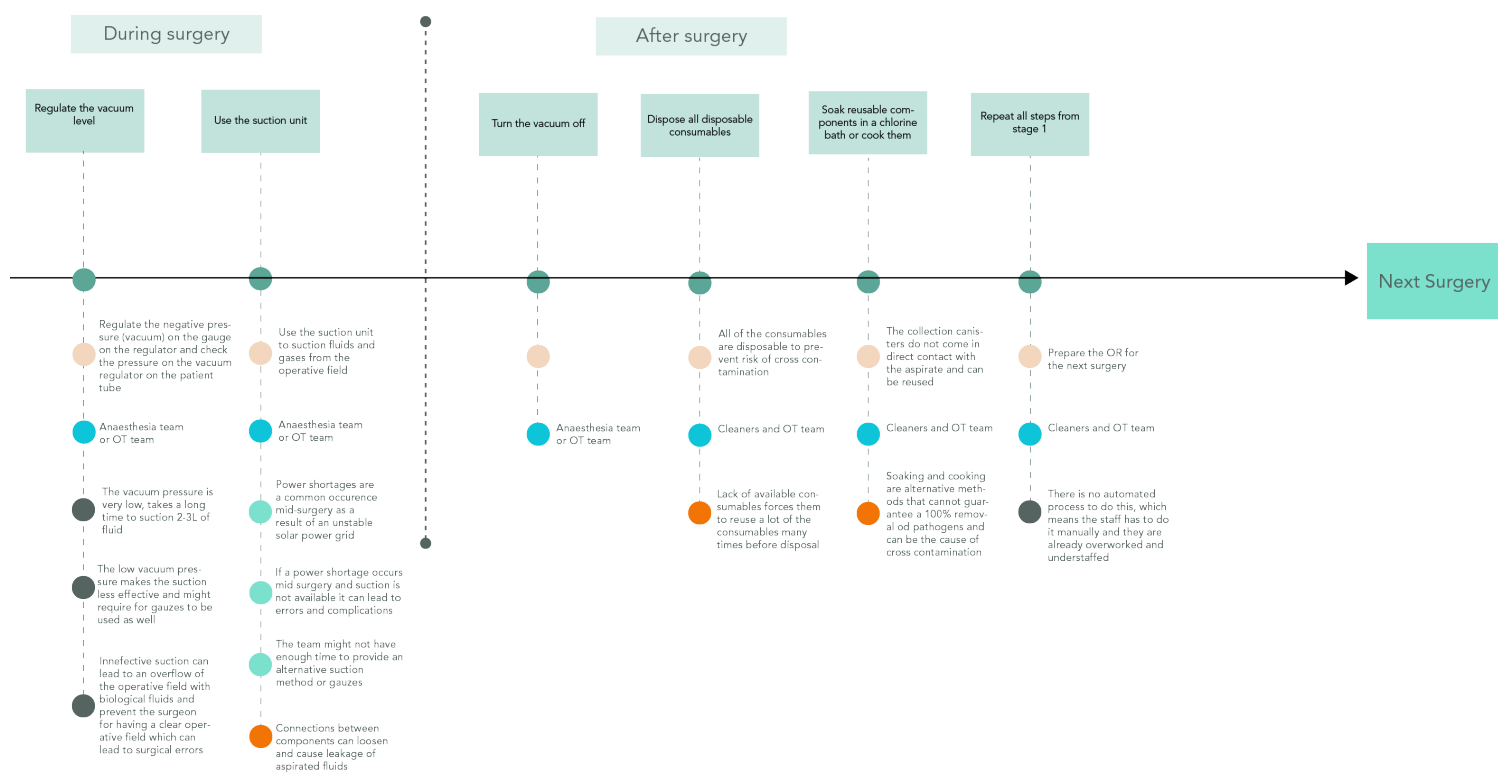 During surgery
After surgery
Regulate the vacuum
level
Use the suction unit
Turn the vacuum off
Dispose all disposable
consumables
Soak reusable com-
ponents in a chlorine
bath or cook them
Repeat all steps from
stage 1
Next Surgery
Regulate the negative pres-
sure (vacuum) on the gauge
on the regulator and check
the pressure on the vacuum
regulator on the patient
tube
Use the suction unit
to suction fluids and
gases from the
operative field
All of the consumables
are disposable to pre-
vent risk of cross con-
tamination
The collection canis-
ters do not come in
direct contact with
the aspirate and can
be reused
Prepare the OR for
the next surgery
Anaesthesia team
or OT team
Anaesthesia team
or OT team
Anaesthesia team
or OT team
Cleaners and OT team
Cleaners and OT team
Cleaners and OT team
The vacuum pressure is
very low, takes a long
time to suction 2-3L of
fluid
Power shortages are
a common occurence
mid-surgery as a
result of an unstable
solar power grid
Lack of available con-
sumables forces them
to reuse a lot of the
consumables many
times before disposal
Soaking and cooking
are alternative meth-
ods that cannot guar-
antee a 100% remov-
al od pathogens and
can be the cause of
cross contamination
There is no automated
process to do this, which
means the staff has to do
it manually and they are
already overworked and
understaffed
The low vacuum pres-
sure makes the suction
less effective and might
require for gauzes to be
used as well
If a power shortage occurs
mid surgery and suction is
not available it can lead to
errors and complications
Innefective suction can
lead to an overflow of
the operative field with
biological fluids and
prevent the surgeon
for having a clear oper-
ative field which can
lead to surgical errors
The team might not have
enough time to provide an
alternative suction
method or gauzes
Connections between
components can loosen
and cause leakage of
aspirated fluids